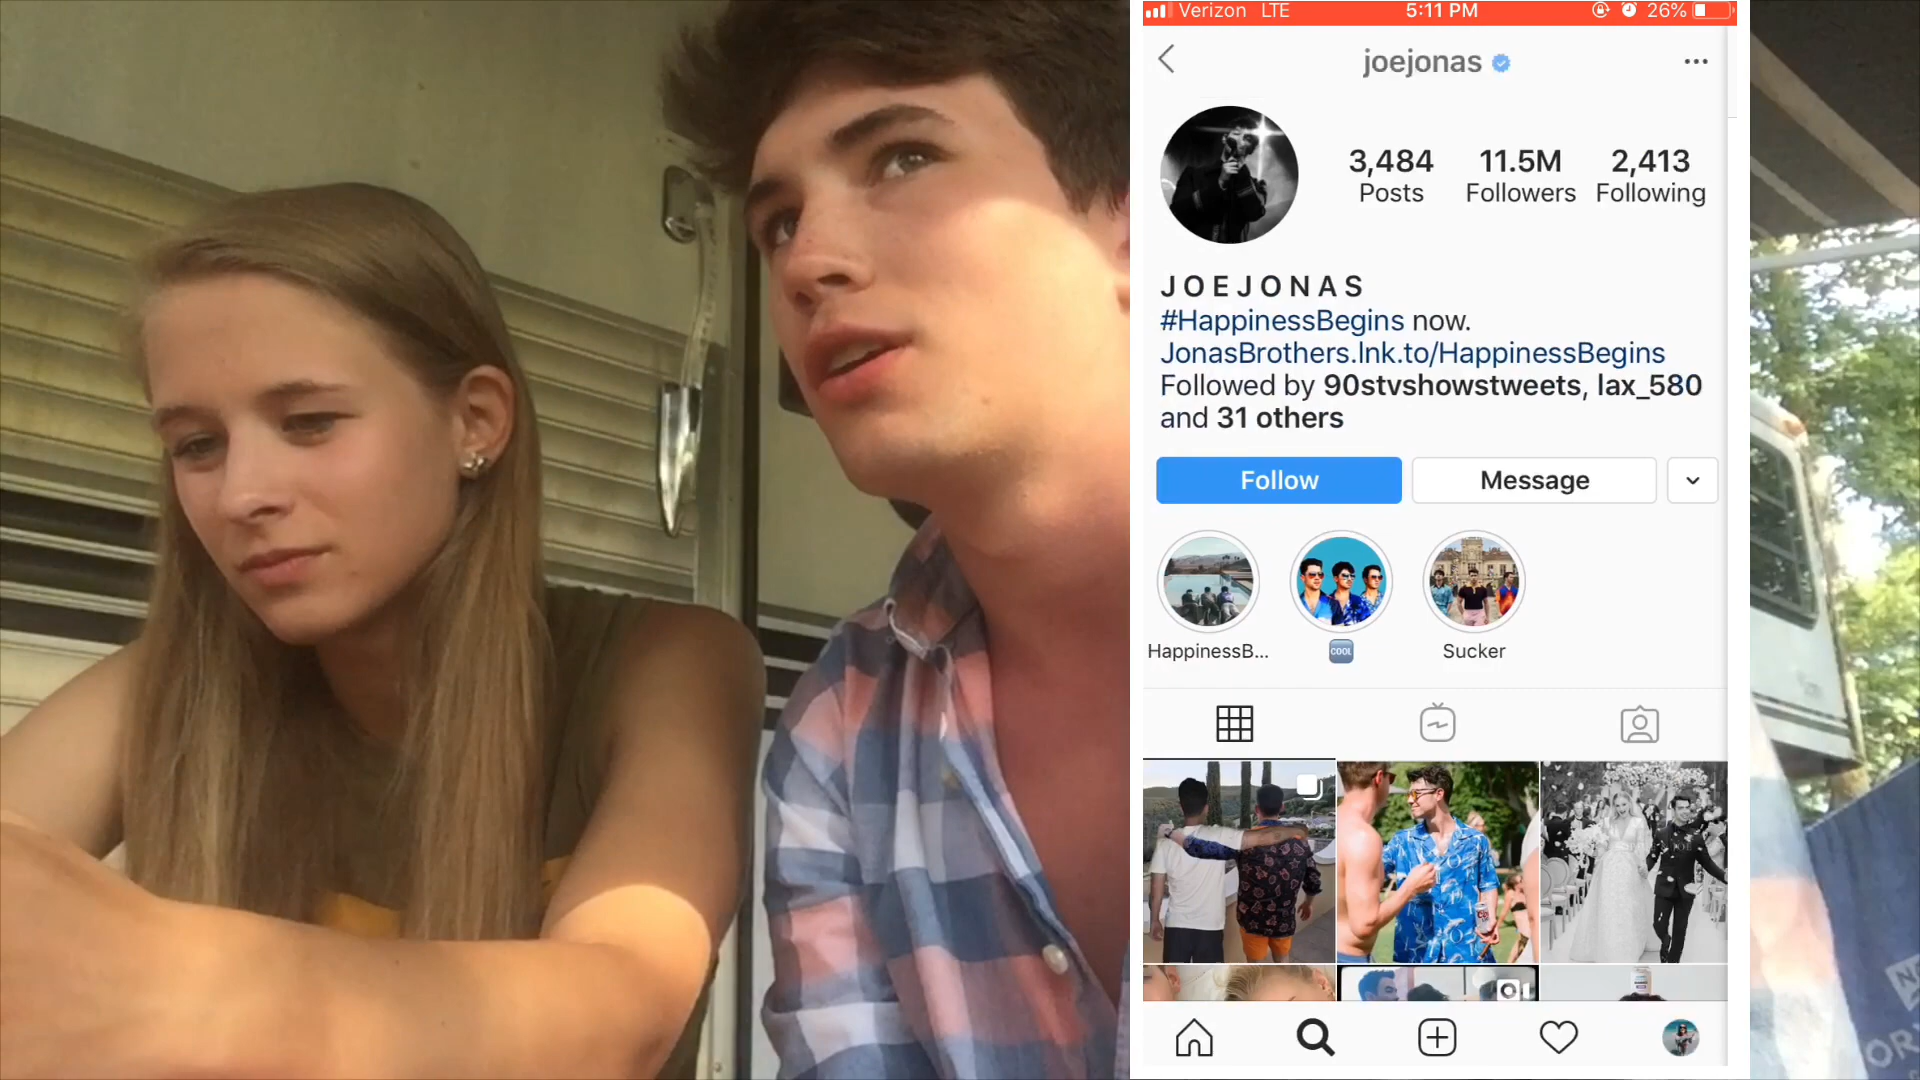 Verizon LTE 5:11 PM 26%
joejonas
3,484 11.5M 2,413
Posts Followers Following
J O E J O N A S
#HappinessBegins now.
JonasBrothers.lnk.to/HappinessBegins
Followed by 90stvshowstweets, lax_580
and 31 others
Follow Message
HappinessB... COOL Sucker